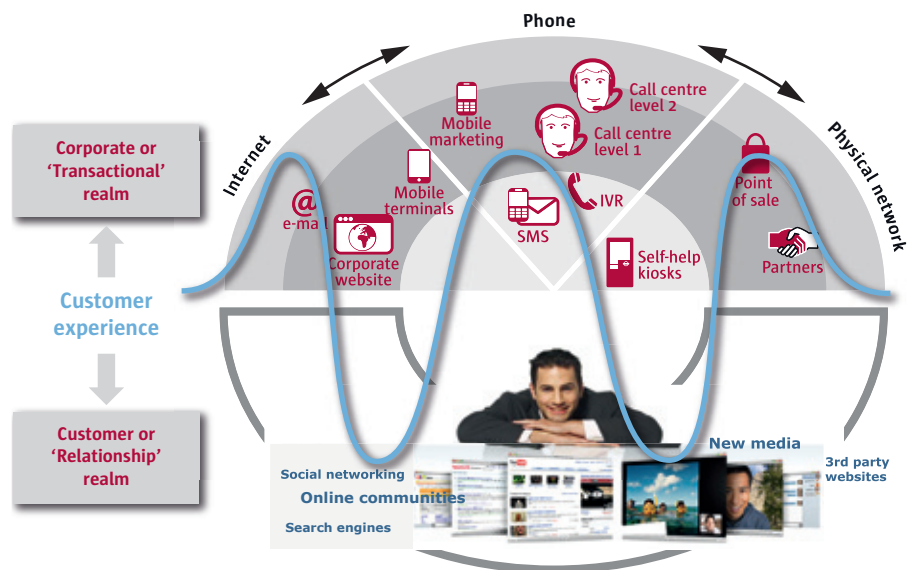 Phone
Internet
Physical network
Call centre
level 2
Call centre
level 1
Mobile
marketing
Mobile
terminals
@
e-mail
Corporate
website
SMS
IVR
Self-help
kiosks
Point
of sale
Partners
Corporate or
‘Transactional’
realm
Customer
experience
Customer or
‘Relationship’
realm
New media
3rd party
websites
Social networking
Online communities
Search engines